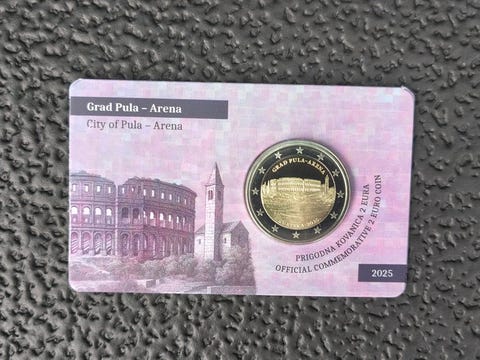 Grad Pula – Arena
City of Pula – Arena
GRAD PULA-ARENA
PRIGODNA KOVANICA 2 EURA
OFFICIAL COMMEMORATIVE 2 EURO COIN
2025